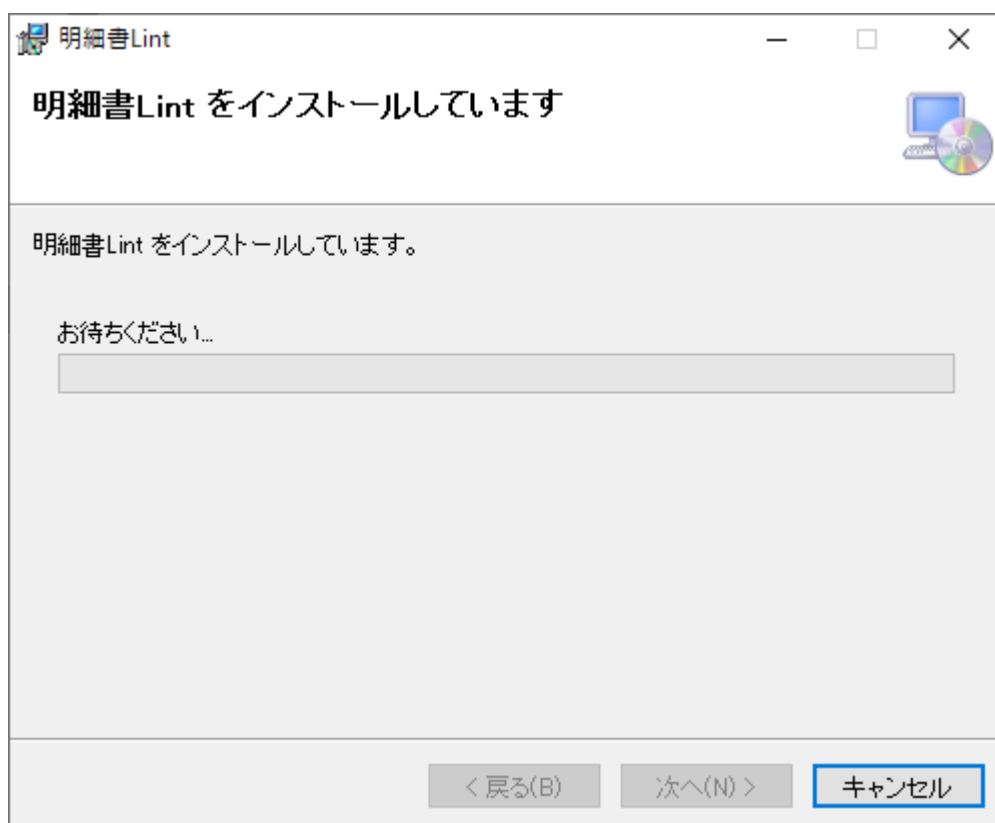 明細書Lint
明細書Lint をインストールしています
明細書Lint をインストールしています。
お待ちください...
< 戻る(B)
次へ(N) >
キャンセル